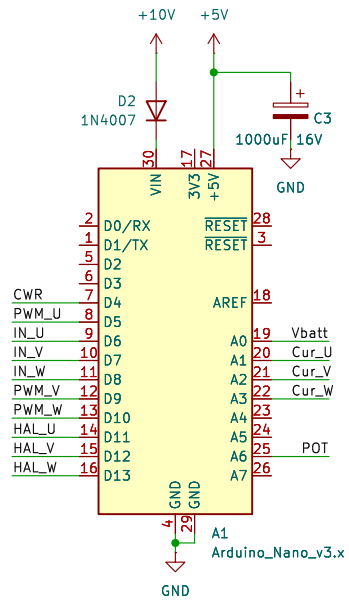 +10V +5V
D2
1N4007
+
C3
1000uF 16V
GND
30 17 27
VIN 3V3 +5V
2 D0/RX RESET 28
1 D1/TX RESET 3
5 D2
6 D3
CWR 7 D4 AREF 18
PWM_U 8 D5
IN_U 9 D6 A0 19 Vbatt
IN_V 10 D7 A1 20 Cur_U
IN_W 11 D8 A2 21 Cur_V
PWM_V 12 D9 A3 22 Cur_W
PWM_W 13 D10 A4 23
HAL_U 14 D11 A5 24
HAL_V 15 D12 A6 25 POT
HAL_W 16 D13 A7 26
GND GND
4 29
A1
Arduino_Nano_v3.x
GND